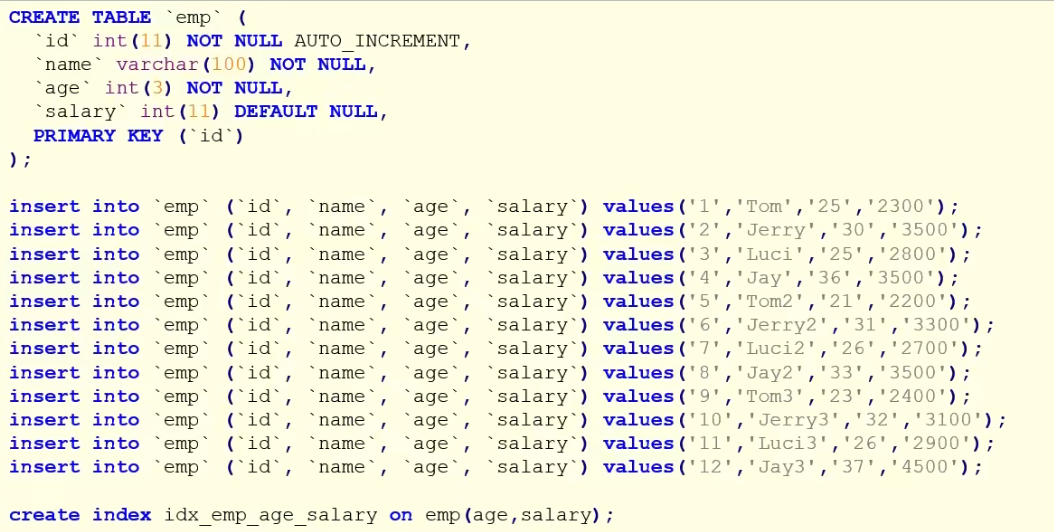 CREATE TABLE `emp` (
  `id` int(11) NOT NULL AUTO_INCREMENT,
  `name` varchar(100) NOT NULL,
  `age` int(3) NOT NULL,
  `salary` int(11) DEFAULT NULL,
  PRIMARY KEY (`id`)
);

insert into `emp` (`id`, `name`, `age`, `salary`) values('1','Tom','25','2300');
insert into `emp` (`id`, `name`, `age`, `salary`) values('2','Jerry','30','3500');
insert into `emp` (`id`, `name`, `age`, `salary`) values('3','Luci','25','2800');
insert into `emp` (`id`, `name`, `age`, `salary`) values('4','Jay','36','3500');
insert into `emp` (`id`, `name`, `age`, `salary`) values('5','Tom2','21','2200');
insert into `emp` (`id`, `name`, `age`, `salary`) values('6','Jerry2','31','3300');
insert into `emp` (`id`, `name`, `age`, `salary`) values('7','Luci2','26','2700');
insert into `emp` (`id`, `name`, `age`, `salary`) values('8','Jay2','33','3500');
insert into `emp` (`id`, `name`, `age`, `salary`) values('9','Tom3','23','2400');
insert into `emp` (`id`, `name`, `age`, `salary`) values('10','Jerry3','32','3100');
insert into `emp` (`id`, `name`, `age`, `salary`) values('11','Luci3','26','2900');
insert into `emp` (`id`, `name`, `age`, `salary`) values('12','Jay3','37','4500');

create index idx_emp_age_salary on emp(age,salary);